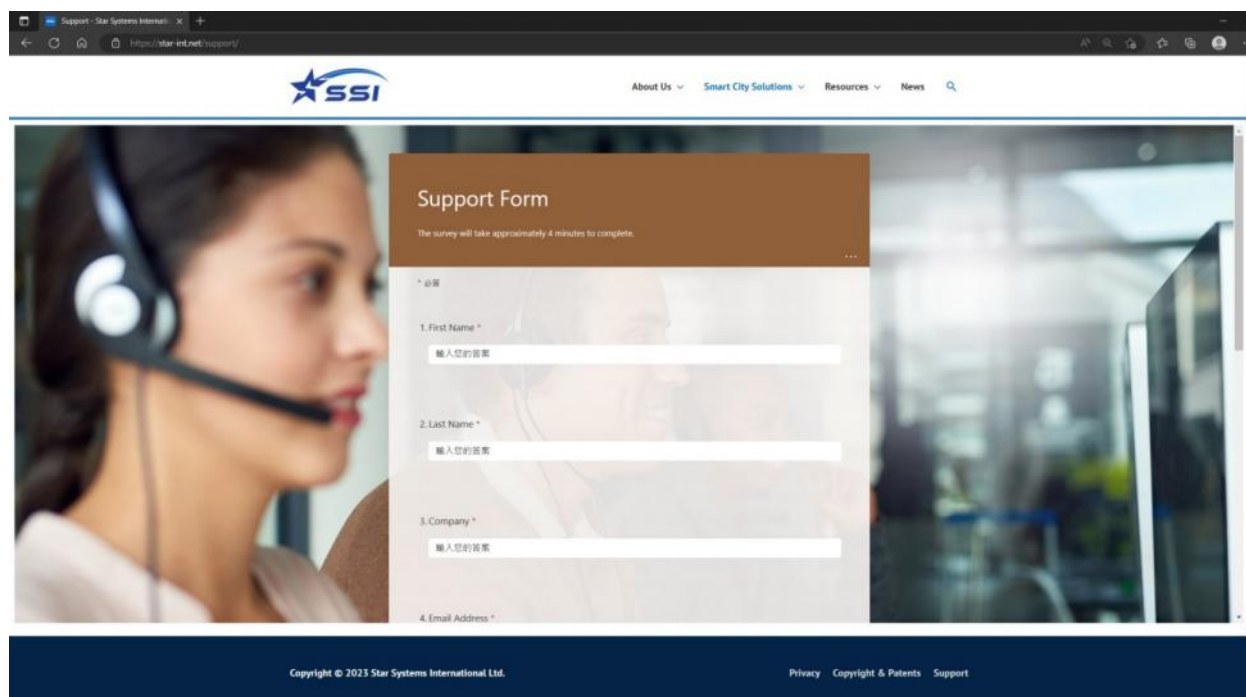 Support - Star Systems Internati
https://star-int.net/support/
SSI
About Us
Smart City Solutions
Resources
News
Support Form
The survey will take approximately 4 minutes to complete.
* 必答
1. First Name *
輸入您的答案
2. Last Name *
輸入您的答案
3. Company *
輸入您的答案
4. Email Address *
Copyright © 2023 Star Systems International Ltd.
Privacy Copyright & Patents Support